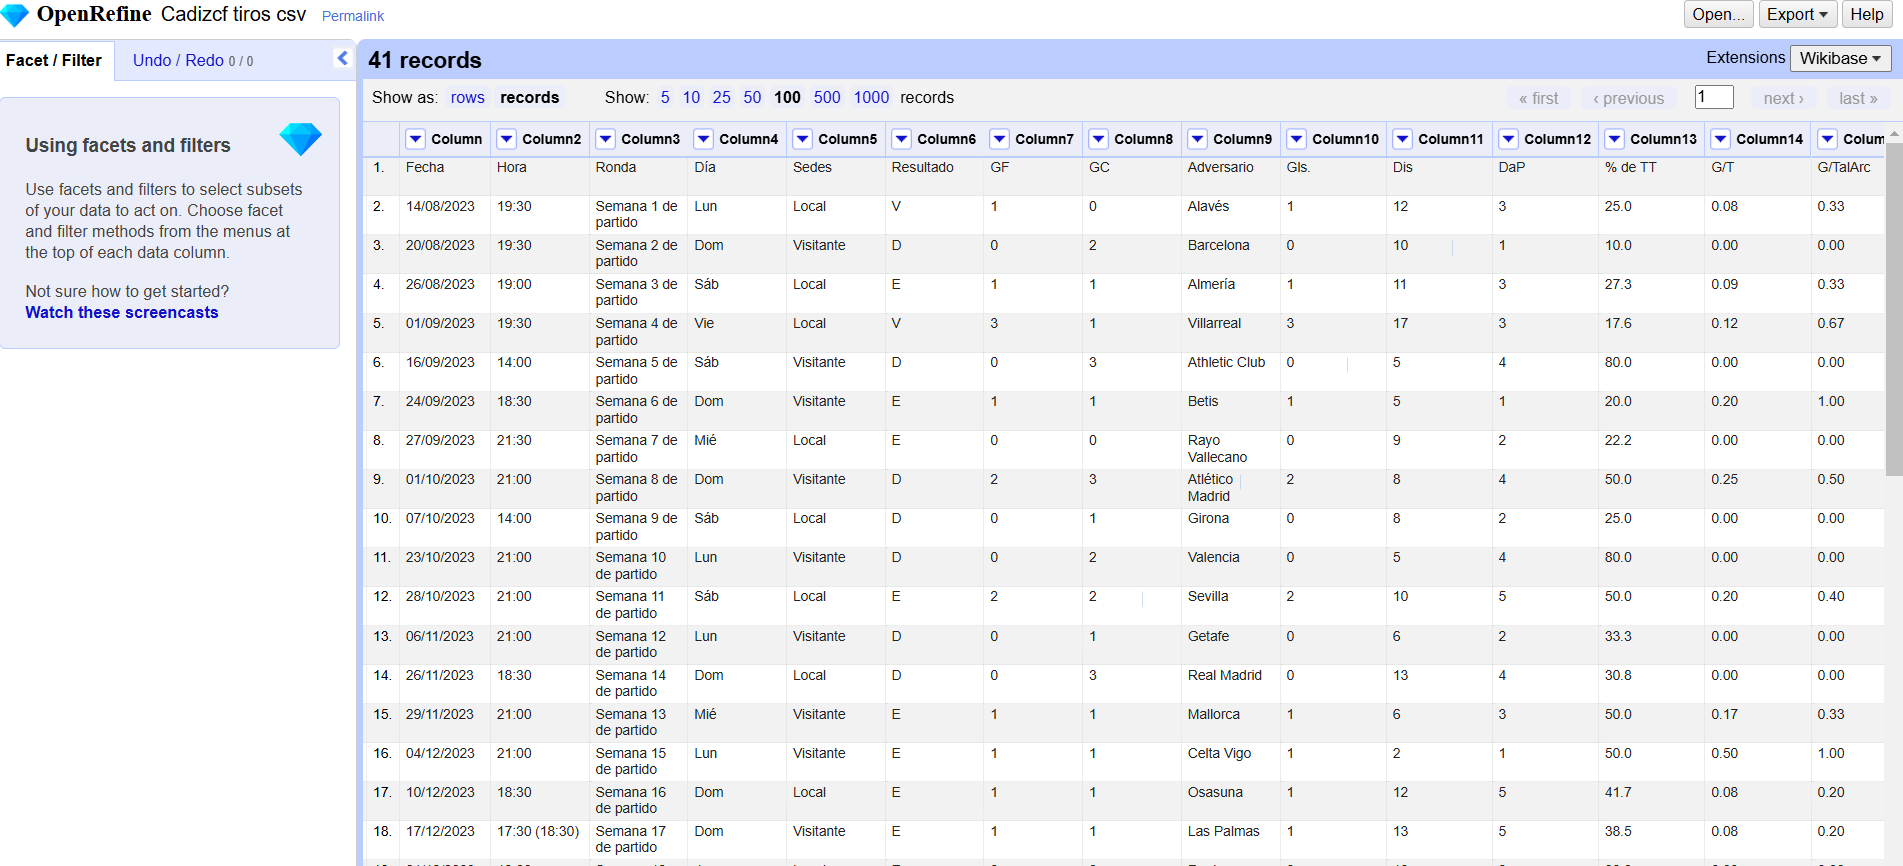 OpenRefine Cadizcf tiros csv Permalink Open... Export Help
Facet / Filter Undo / Redo 0 / 0
41 records Extensions Wikibase
Show as: rows records Show: 5 10 25 50 100 500 1000 records « first ‹ previous 1 next › last »
Using facets and filters
Use facets and filters to select subsets
of your data to act on. Choose facet
and filter methods from the menus at
the top of each data column.
Not sure how to get started?
Watch these screencasts
Column Column2 Column3 Column4 Column5 Column6 Column7 Column8 Column9 Column10 Column11 Column12 Column13 Column14 Colum
1. Fecha Hora Ronda Día Sedes Resultado GF GC Adversario Gls. Dis DaP % de TT G/T G/TalArc
2. 14/08/2023 19:30 Semana 1 de Lun Local V 1 0 Alavés 1 12 3 25.0 0.08 0.33
partido
3. 20/08/2023 19:30 Semana 2 de Dom Visitante D 0 2 Barcelona 0 10 1 10.0 0.00 0.00
partido
4. 26/08/2023 19:00 Semana 3 de Sáb Local E 1 1 Almería 1 11 3 27.3 0.09 0.33
partido
5. 01/09/2023 19:30 Semana 4 de Vie Local V 3 1 Villarreal 3 17 3 17.6 0.12 0.67
partido
6. 16/09/2023 14:00 Semana 5 de Sáb Visitante D 0 3 Athletic Club 0 5 4 80.0 0.00 0.00
partido
7. 24/09/2023 18:30 Semana 6 de Dom Visitante E 1 1 Betis 1 5 1 20.0 0.20 1.00
partido
8. 27/09/2023 21:30 Semana 7 de Mié Local E 0 0 Rayo 0 9 2 22.2 0.00 0.00
partido Vallecano
9. 01/10/2023 21:00 Semana 8 de Dom Visitante D 2 3 Atlético 2 8 4 50.0 0.25 0.50
partido Madrid
10. 07/10/2023 14:00 Semana 9 de Sáb Local D 0 1 Girona 0 8 2 25.0 0.00 0.00
partido
11. 23/10/2023 21:00 Semana 10 Lun Visitante D 0 2 Valencia 0 5 4 80.0 0.00 0.00
de partido
12. 28/10/2023 21:00 Semana 11 Sáb Local E 2 2 Sevilla 2 10 5 50.0 0.20 0.40
de partido
13. 06/11/2023 21:00 Semana 12 Lun Visitante D 0 1 Getafe 0 6 2 33.3 0.00 0.00
de partido
14. 26/11/2023 18:30 Semana 14 Dom Local D 0 3 Real Madrid 0 13 4 30.8 0.00 0.00
de partido
15. 29/11/2023 21:00 Semana 13 Mié Visitante E 1 1 Mallorca 1 6 3 50.0 0.17 0.33
de partido
16. 04/12/2023 21:00 Semana 15 Lun Visitante E 1 1 Celta Vigo 1 2 1 50.0 0.50 1.00
de partido
17. 10/12/2023 18:30 Semana 16 Dom Local E 1 1 Osasuna 1 12 5 41.7 0.08 0.20
de partido
18. 17/12/2023 17:30 (18:30) Semana 17 Dom Visitante E 1 1 Las Palmas 1 13 5 38.5 0.08 0.20
de partido